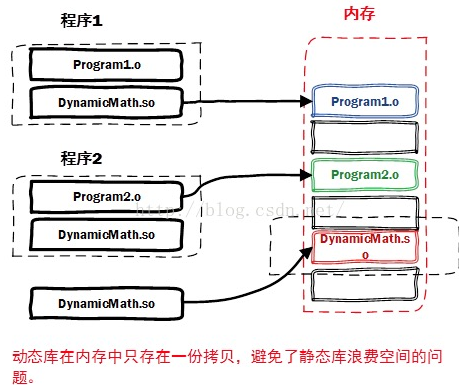 程序1
Program1.o
DynamicMath.so
程序2
Program2.o
DynamicMath.so
DynamicMath.so
内存
Program1.o
Program2.o
DynamicMath.s
o
http://blog.csdn.net/
动态库在内存中只存在一份拷贝，避免了静态库浪费空间的问
题。